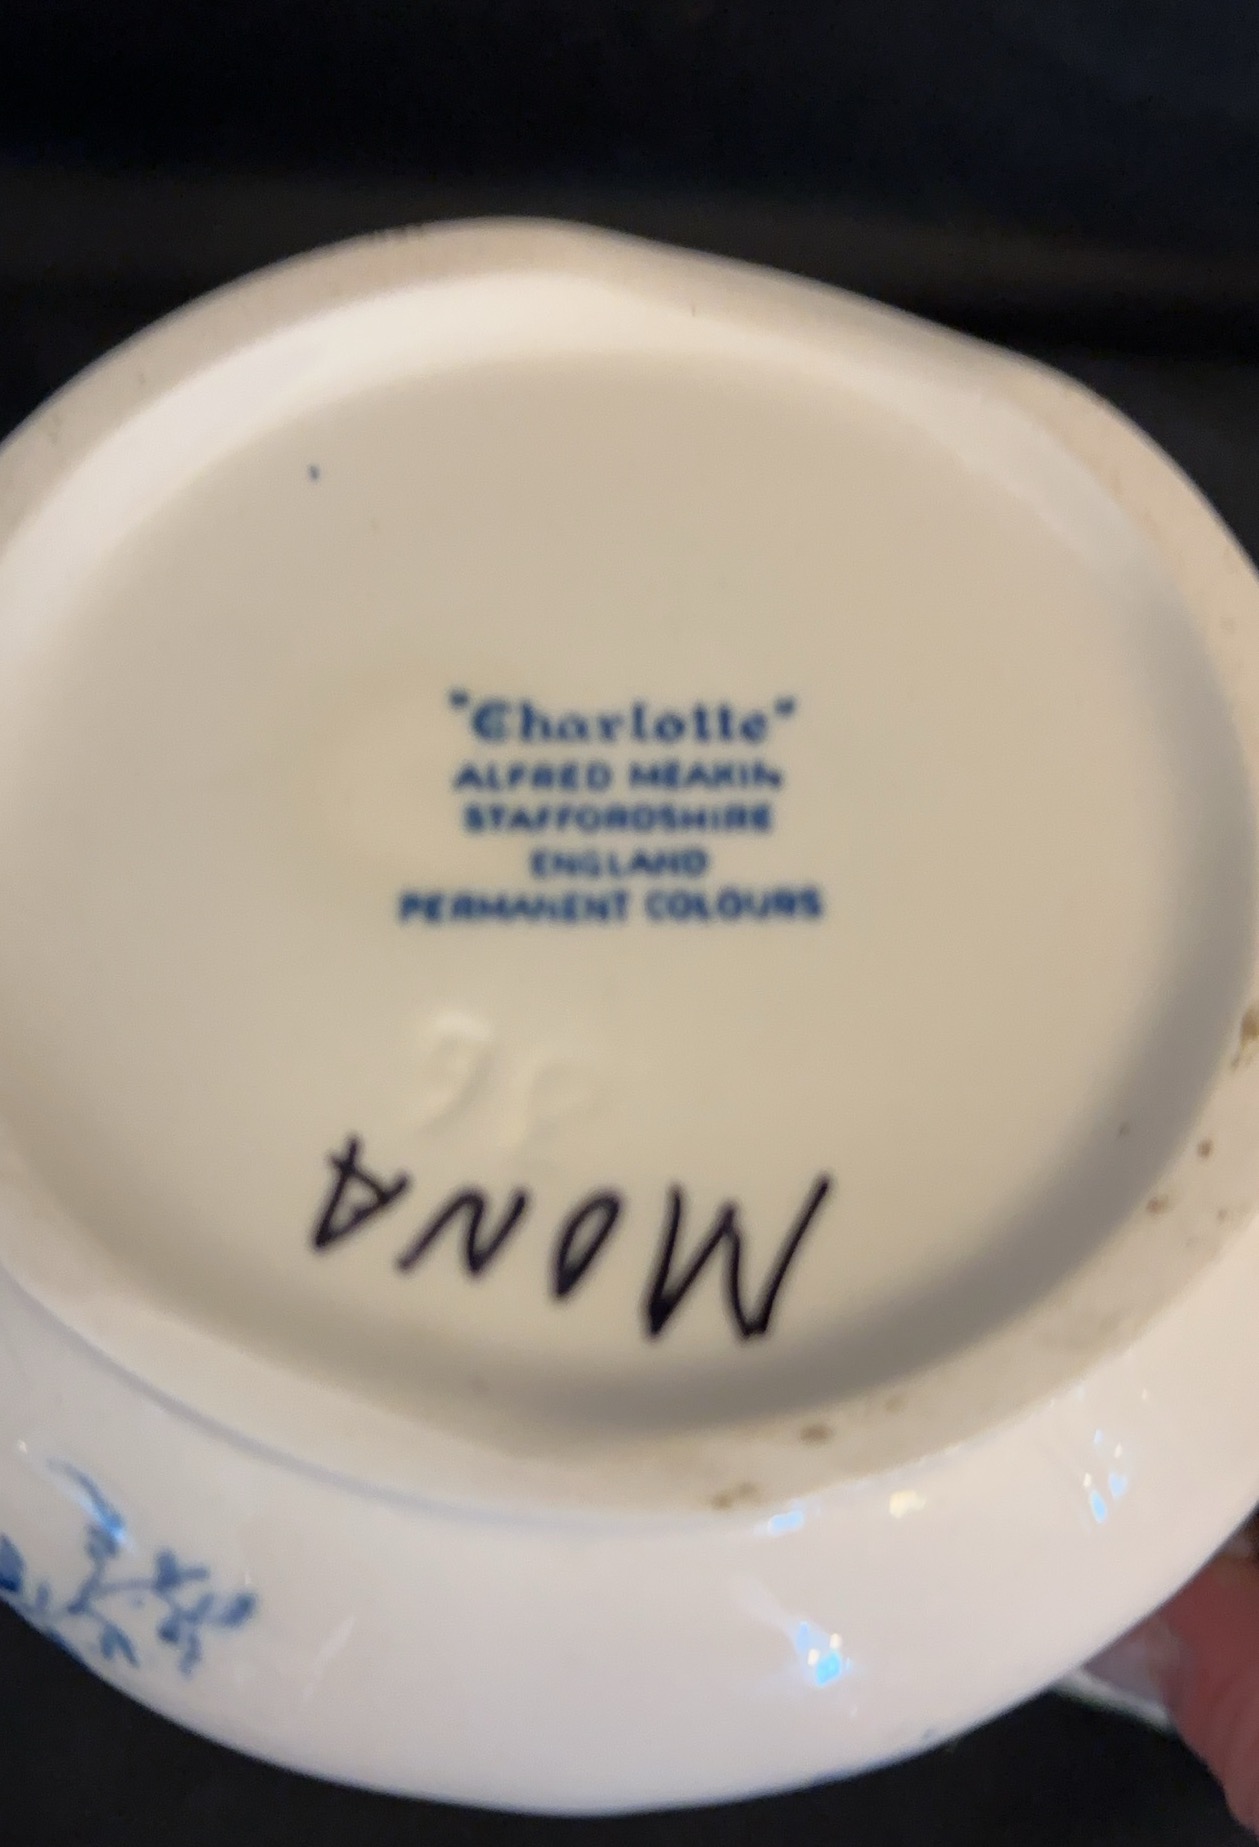 "Charlotte"
ALFRED MEAKIN
STAFFORDSHIRE
ENGLAND
PERMANENT COLOURS
MONA